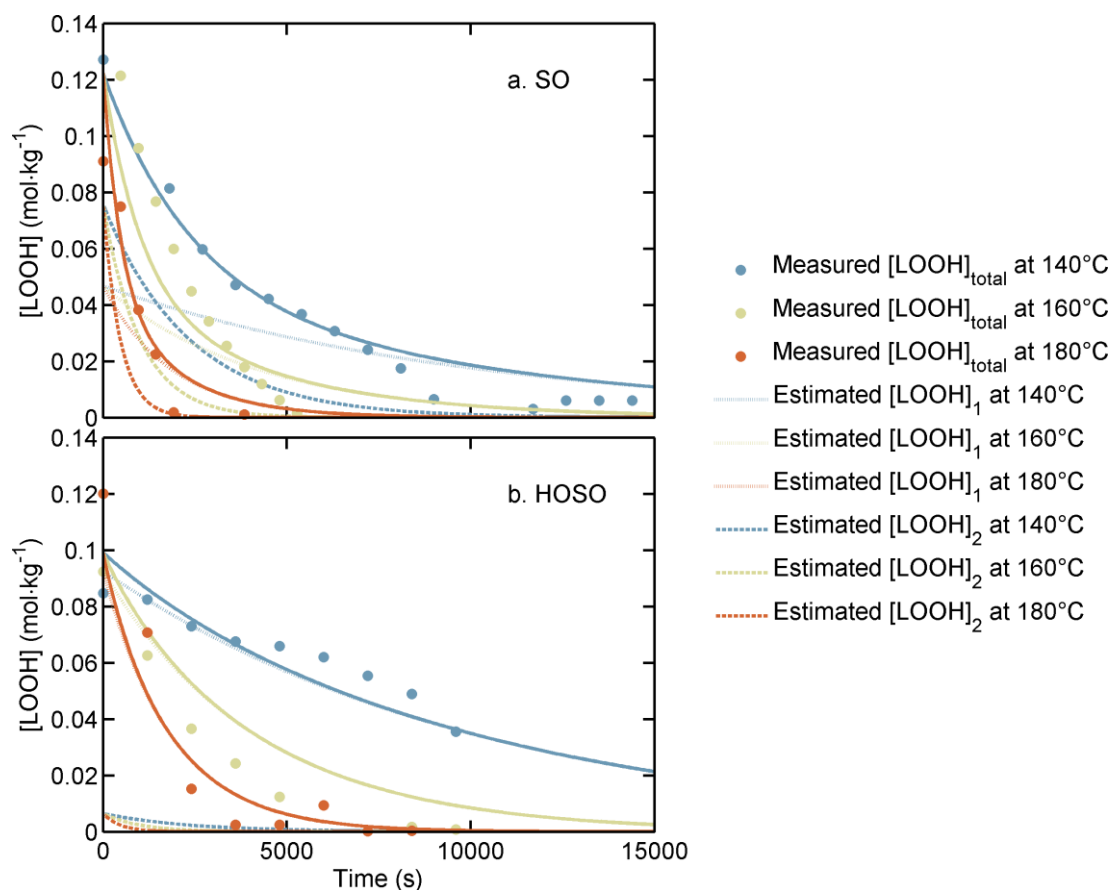 0.14
0.12
0.1
0.08
0.06
0.04
0.02
0
[LOOH] (mol·kg⁻¹)
a. SO
0.14
0.12
0.1
0.08
0.06
0.04
0.02
0
[LOOH] (mol·kg⁻¹)
b. HOSO
0 5000 10000 15000
Time (s)
Measured [LOOH]total at 140°C
Measured [LOOH]total at 160°C
Measured [LOOH]total at 180°C
Estimated [LOOH]₁ at 140°C
Estimated [LOOH]₁ at 160°C
Estimated [LOOH]₁ at 180°C
Estimated [LOOH]₂ at 140°C
Estimated [LOOH]₂ at 160°C
Estimated [LOOH]₂ at 180°C